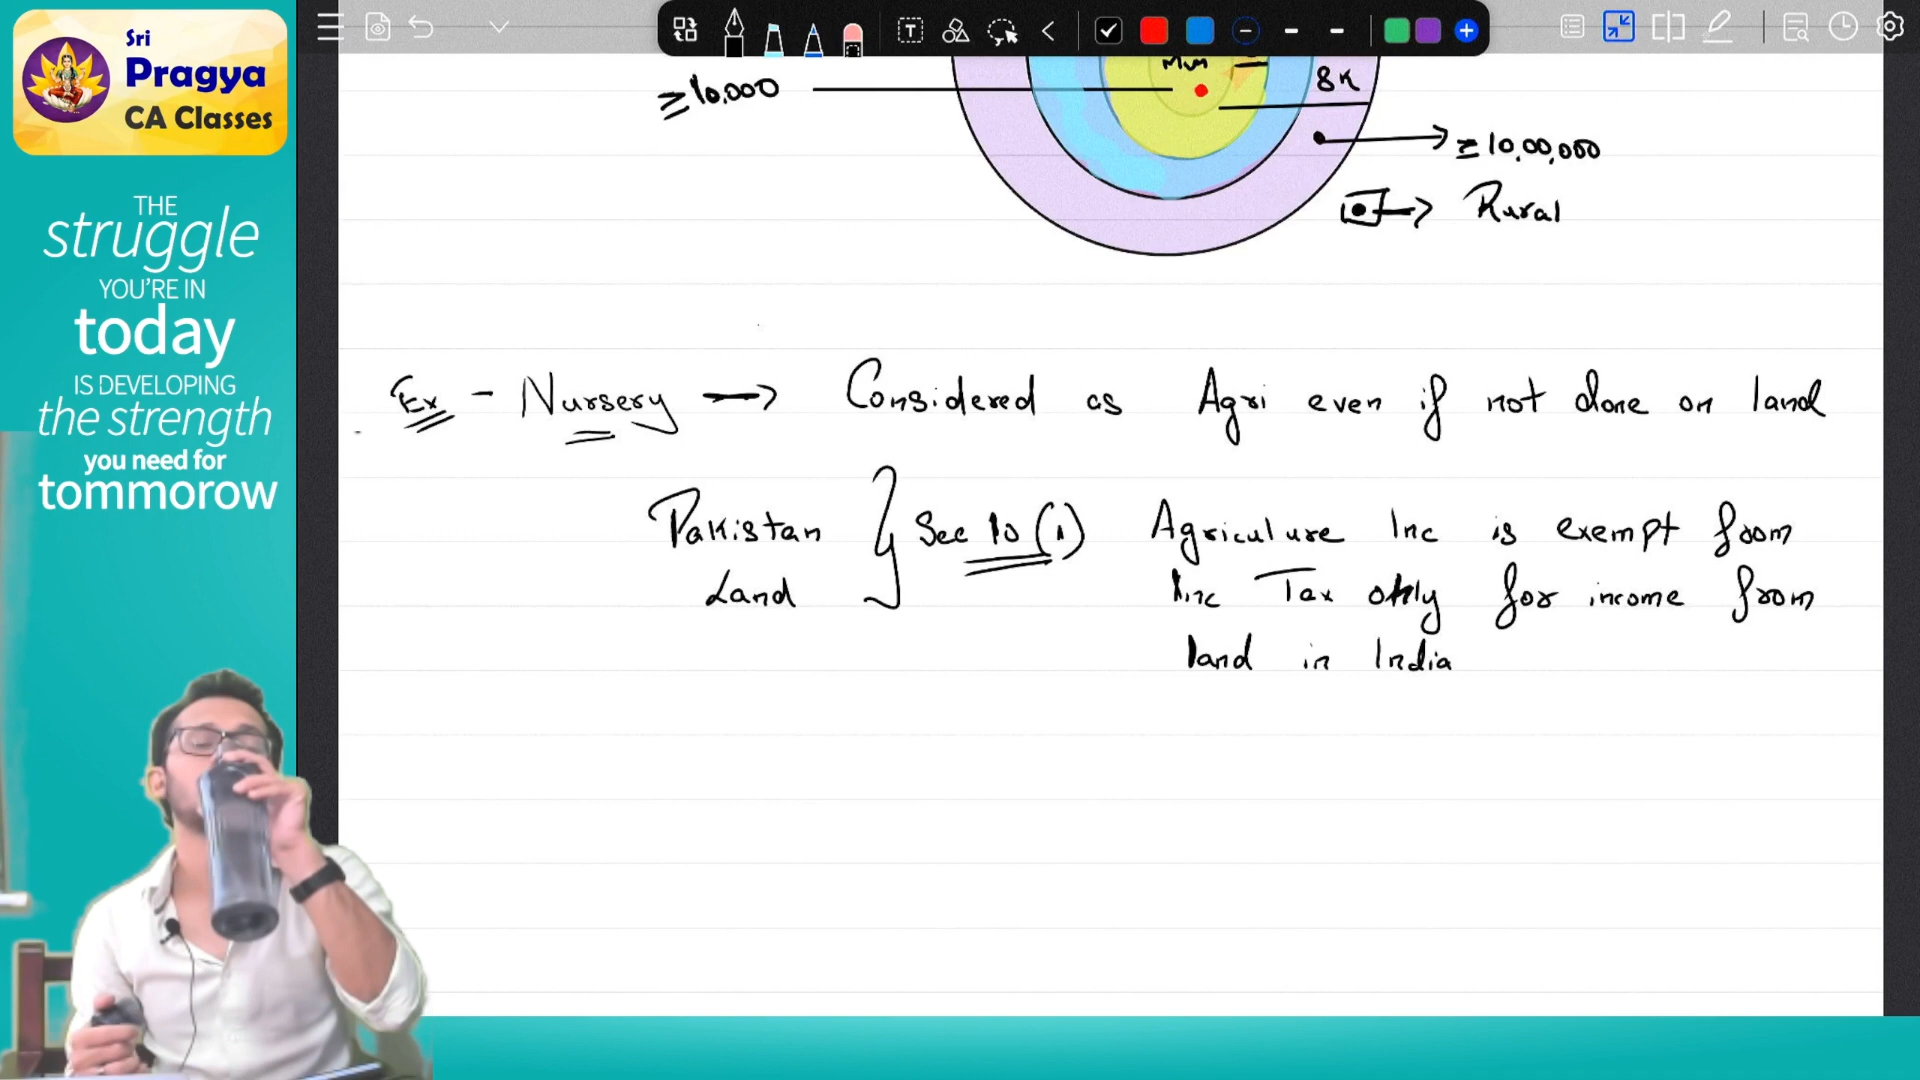 Sri
Pragya
CA Classes
THE
struggle
YOU'RE IN
today
IS DEVELOPING
the strength
you need for
tommorow
T
≥10,000
Mun
8K
≥10,00,000
Rural
Ex - Nursery → Considered as Agri even if not done on land
Pakistan Land } Sec 10 (1)
Agriculure Inc is exempt from
Inc Tax only for income from
land in India